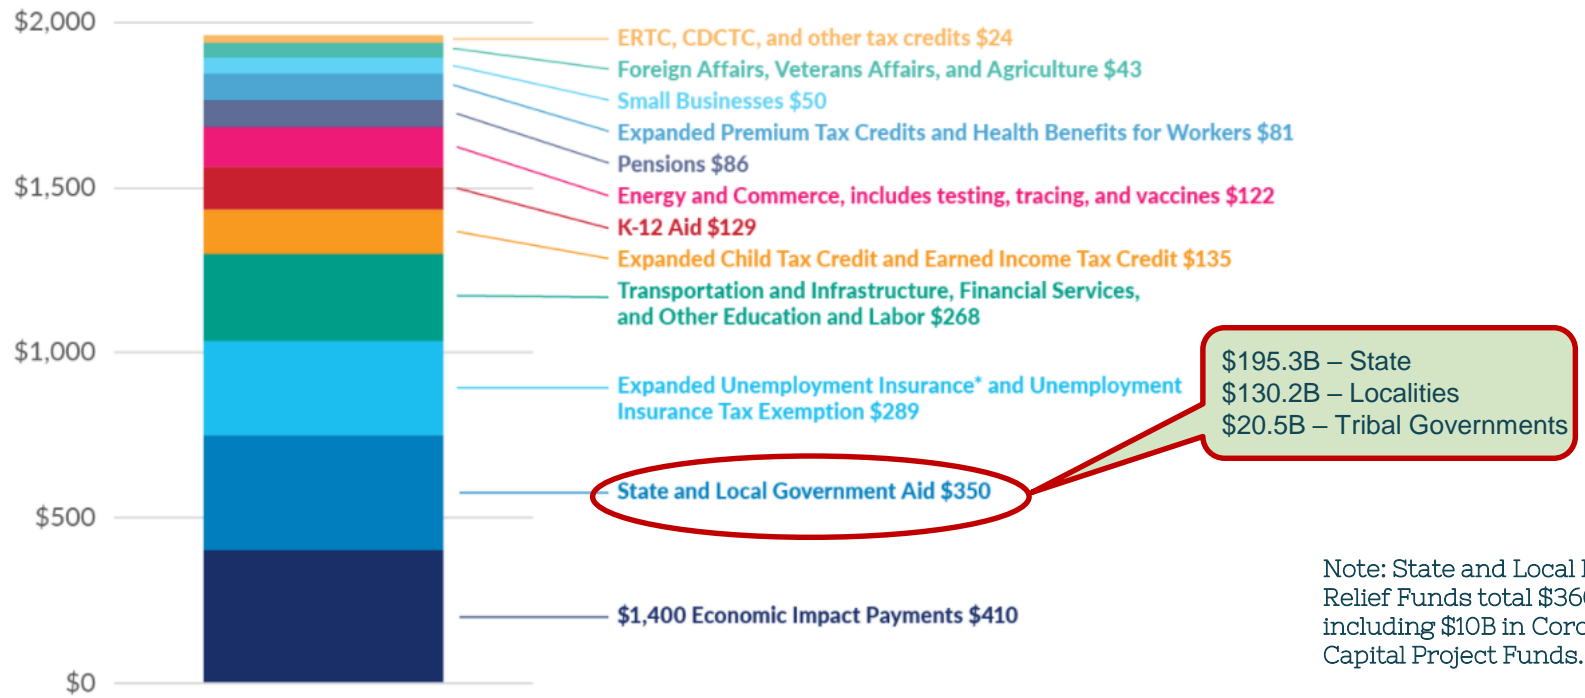 $2,000
$1,500
$1,000
$500
$0
ERTC, CDCTC, and other tax credits $24
Foreign Affairs, Veterans Affairs, and Agriculture $43
Small Businesses $50
Expanded Premium Tax Credits and Health Benefits for Workers $81
Pensions $86
Energy and Commerce, includes testing, tracing, and vaccines $122
K-12 Aid $129
Expanded Child Tax Credit and Earned Income Tax Credit $135
Transportation and Infrastructure, Financial Services,
and Other Education and Labor $268
Expanded Unemployment Insurance* and Unemployment
Insurance Tax Exemption $289
State and Local Government Aid $350
$1,400 Economic Impact Payments $410
$195.3B – State
$130.2B – Localities
$20.5B – Tribal Governments
Note: State and Local
Relief Funds total
including $10B in
Capital Project Funds.